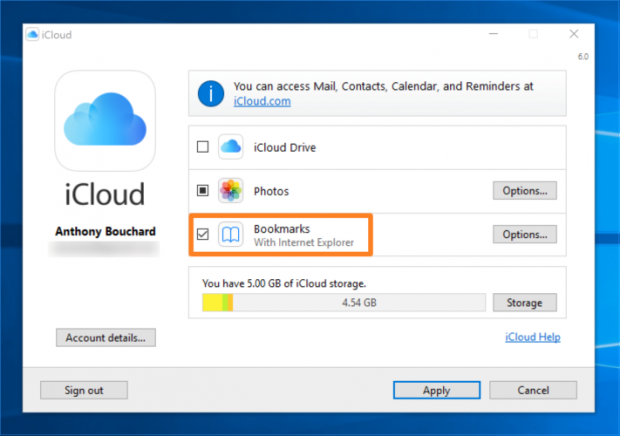 iCloud
6.0
You can access Mail, Contacts, Calendar, and Reminders at
iCloud.com
iCloud Drive
iCloud
Photos
Options...
Anthony Bouchard
Bookmarks
With Internet Explorer
Options...
You have 5.00 GB of iCloud storage.
4.54 GB
Storage
Account details...
iCloud Help
Sign out
Apply
Cancel